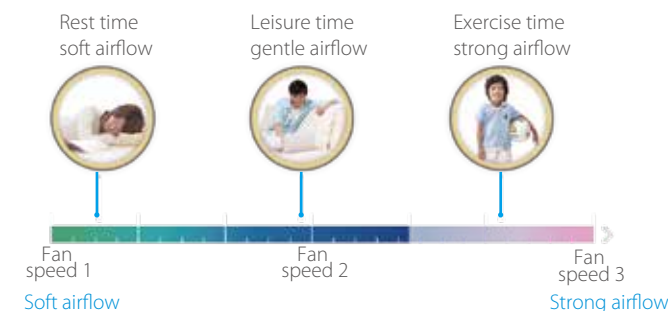 Rest time
soft airflow
Leisure time
gentle airflow
Exercise time
strong airflow
Fan
speed 1
Fan
speed 2
Fan
speed 3
Soft airflow
Strong airflow